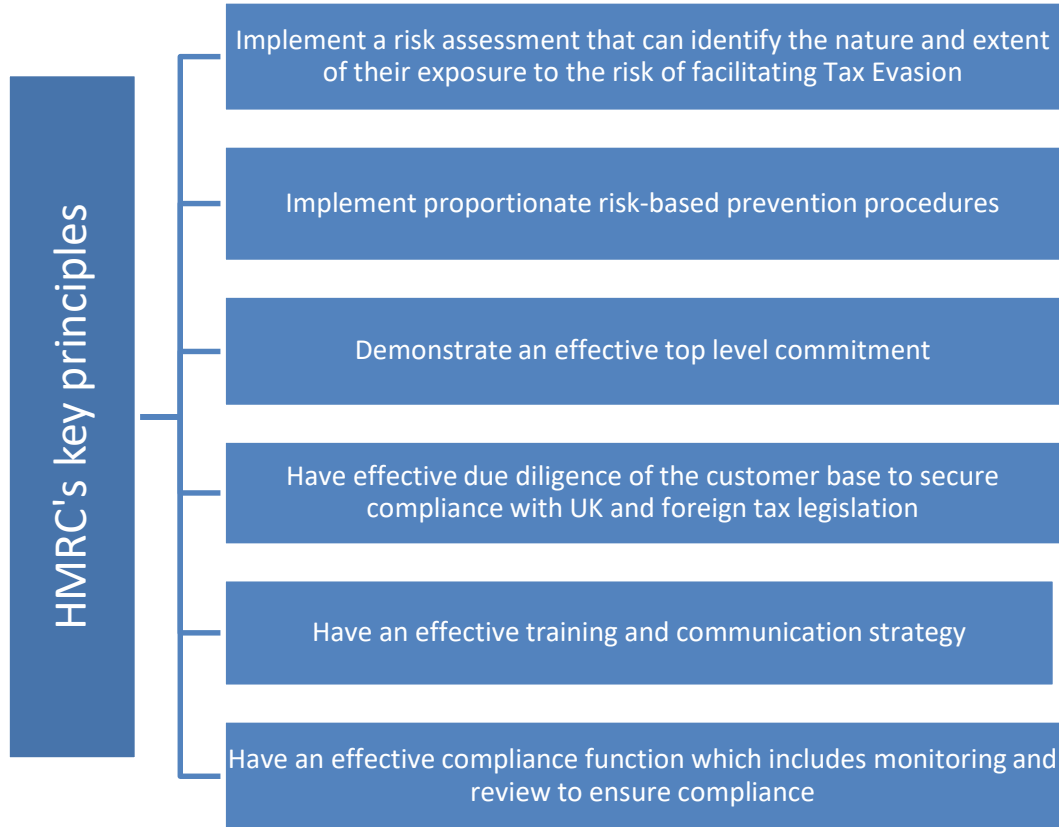 HMRC's key principles
Implement a risk assessment that can identify the nature and extent
of their exposure to the risk of facilitating Tax Evasion
Implement proportionate risk-based prevention procedures
Demonstrate an effective top level commitment
Have effective due diligence of the customer base to secure
compliance with UK and foreign tax legislation
Have an effective training and communication strategy
Have an effective compliance function which includes monitoring and
review to ensure compliance